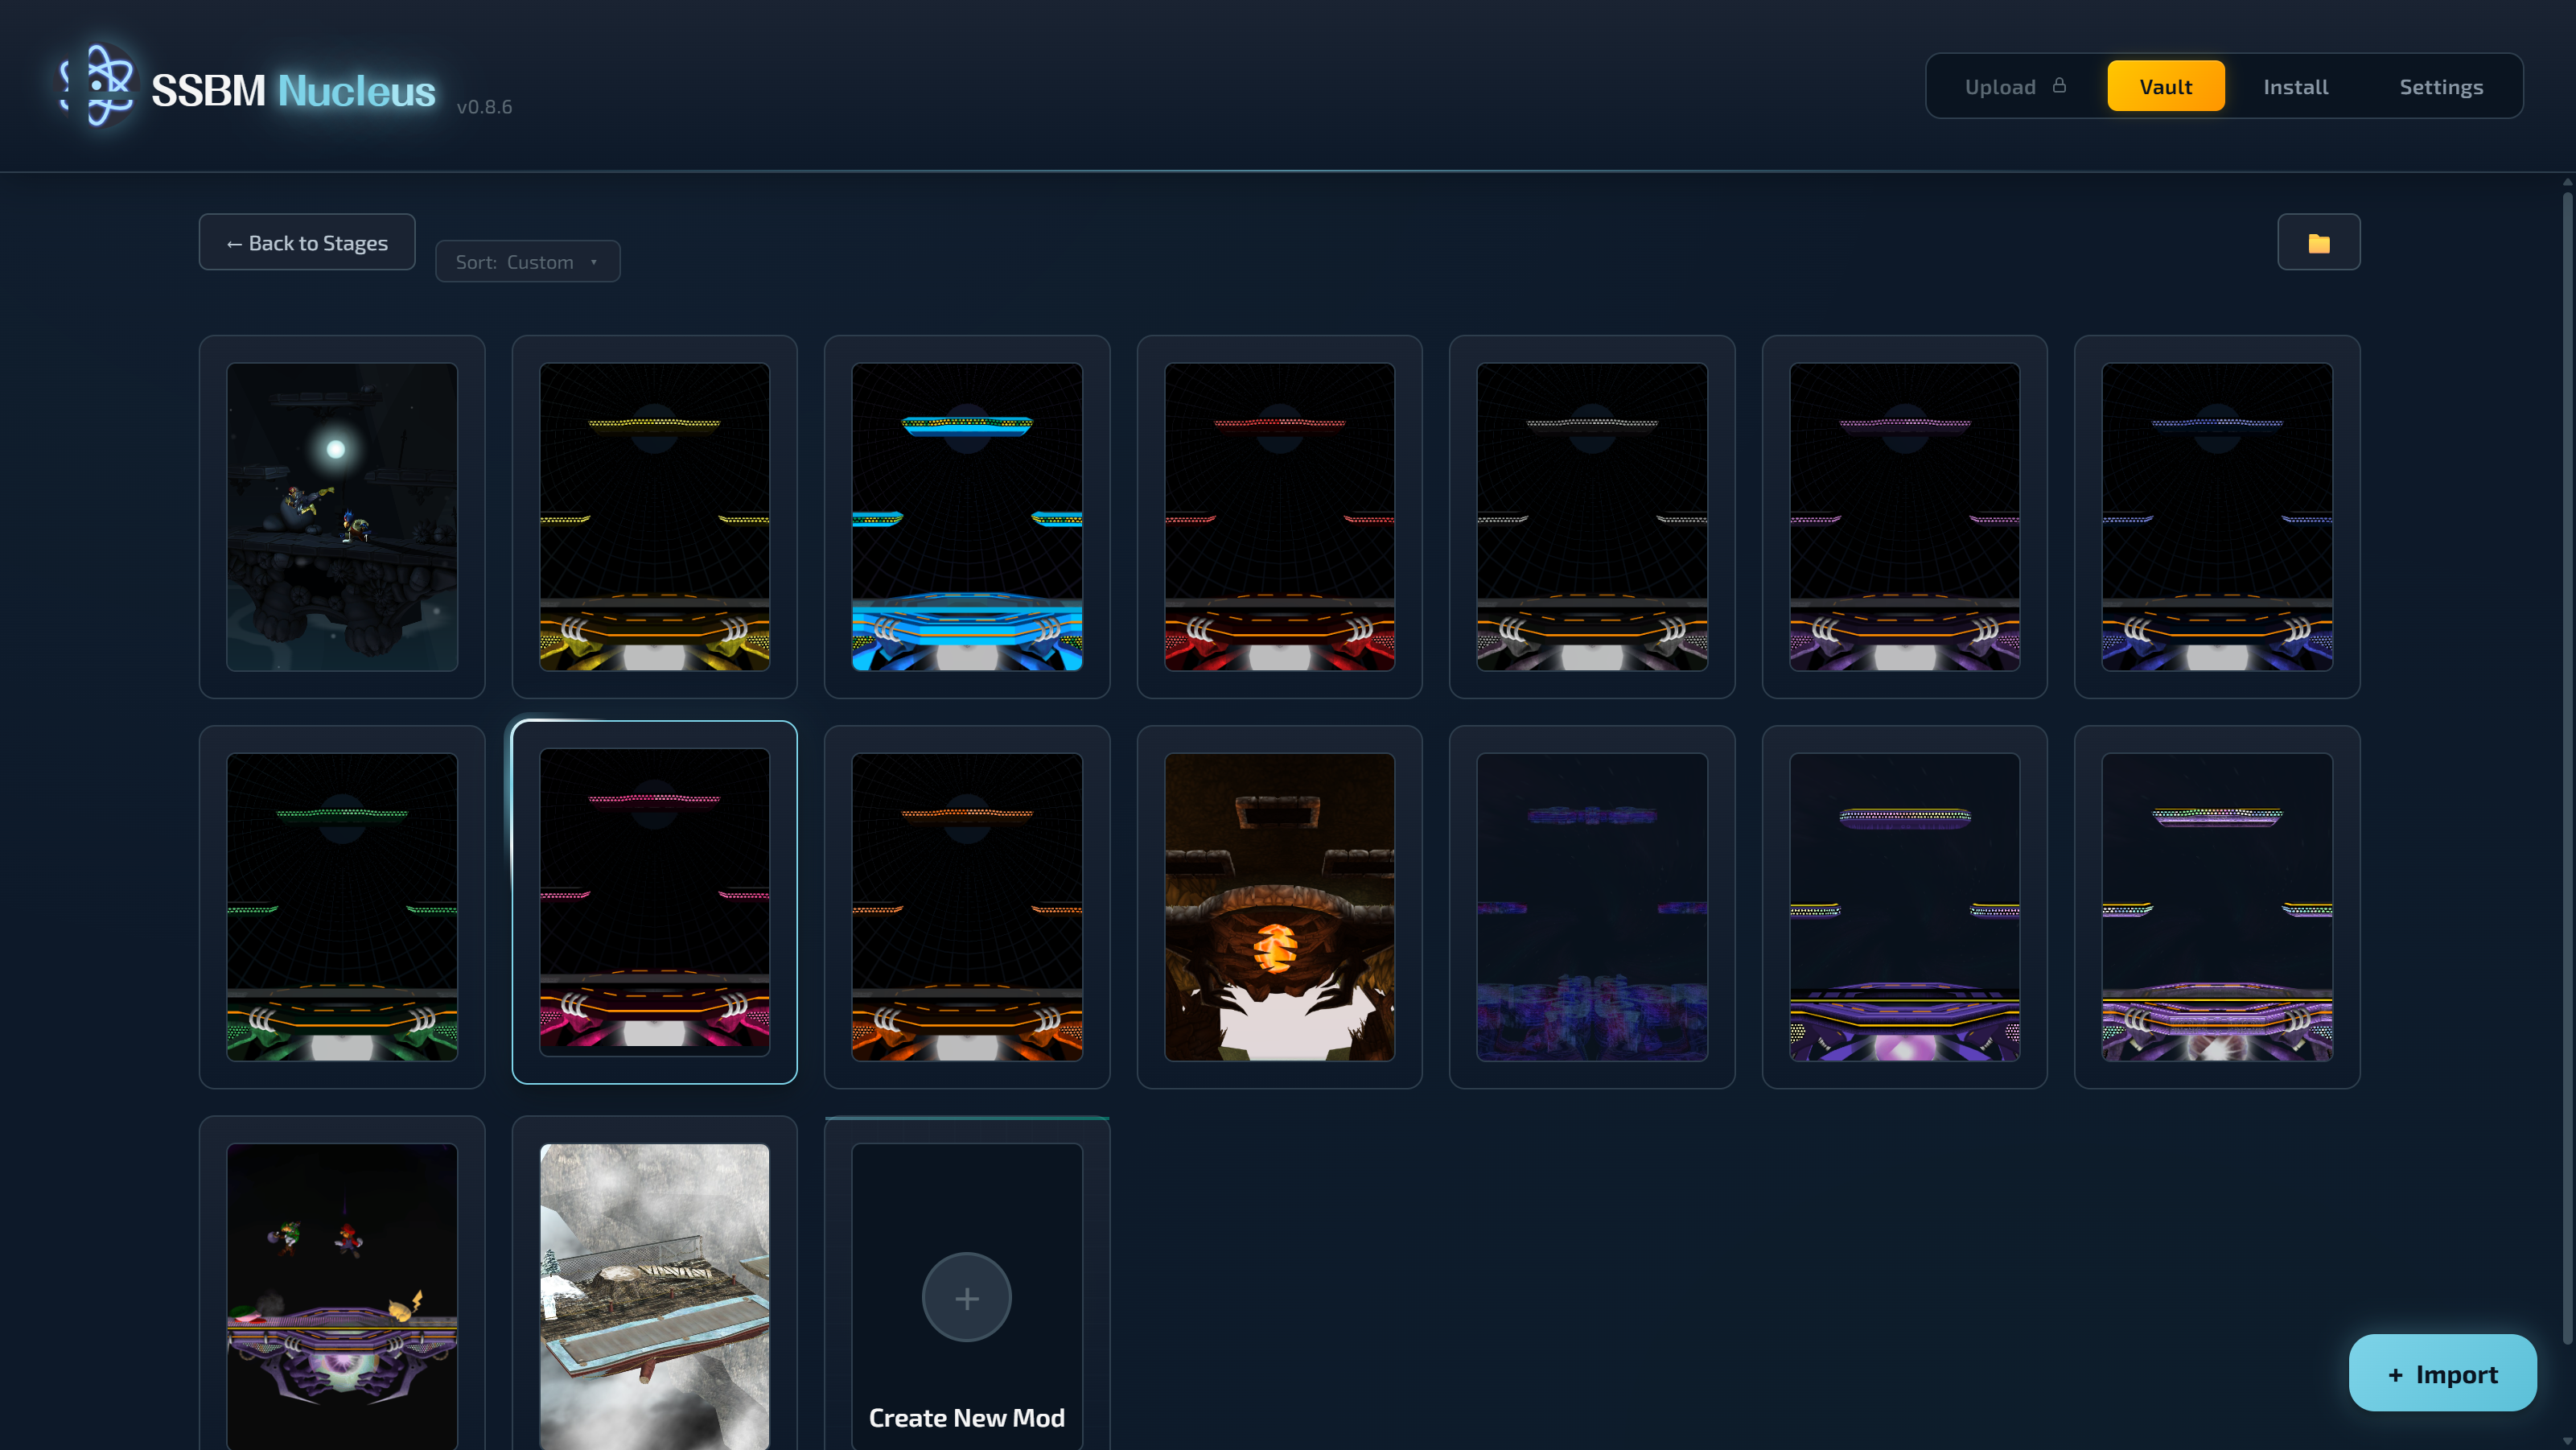 SSBM Nucleus v0.8.6
Upload Vault Install Settings
← Back to Stages
Sort: Custom ▾
Create New Mod
+ Import